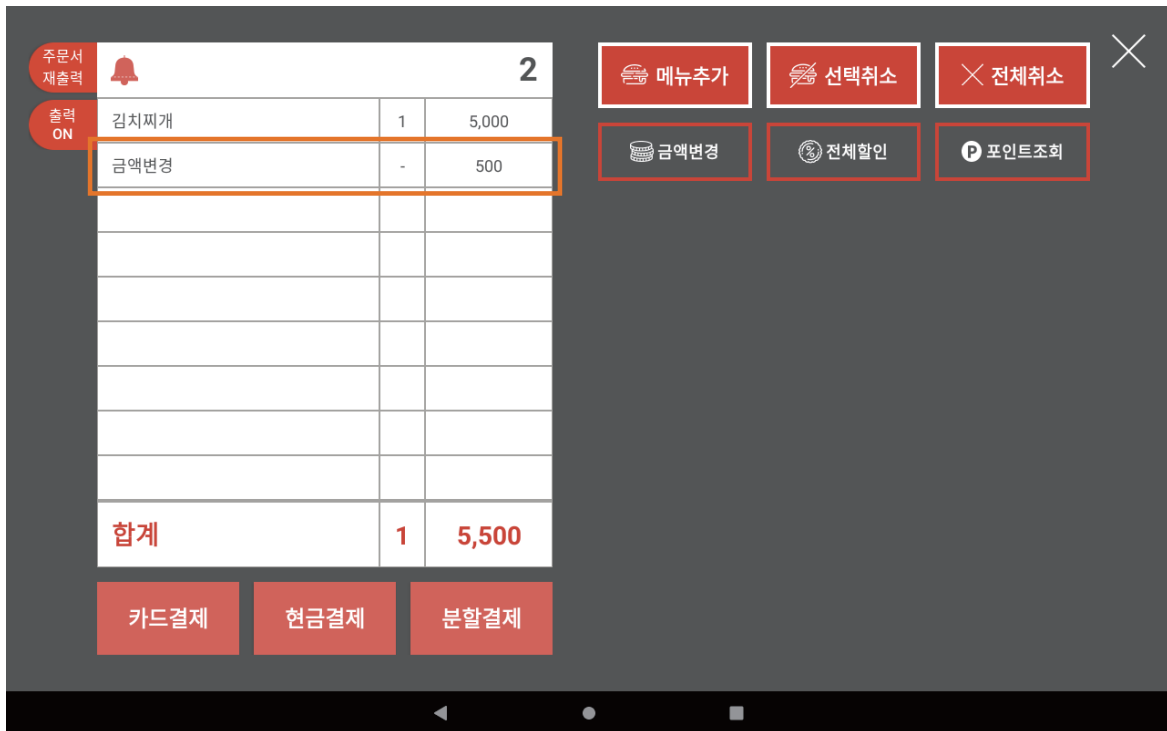 주문서
재출력
2
출력
ON
김치찌개 1 5,000
금액변경 - 500
합계 1 5,500
카드결제 현금결제 분할결제
메뉴추가 선택취소 전체취소
금액변경 전체할인 P 포인트조회